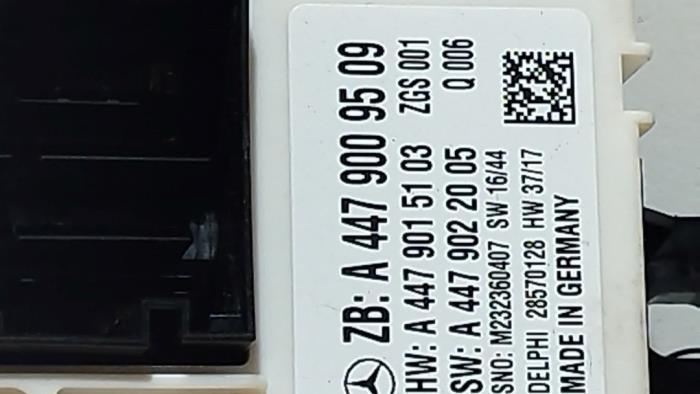 ZB: A 447 900 95 09
HW: A 447 901 51 03 ZGS 001
SW: A 447 902 20 05 Q 006
SNO: M232360407 SW 16/44
DELPHI 28570128 HW 37/17
MADE IN GERMANY